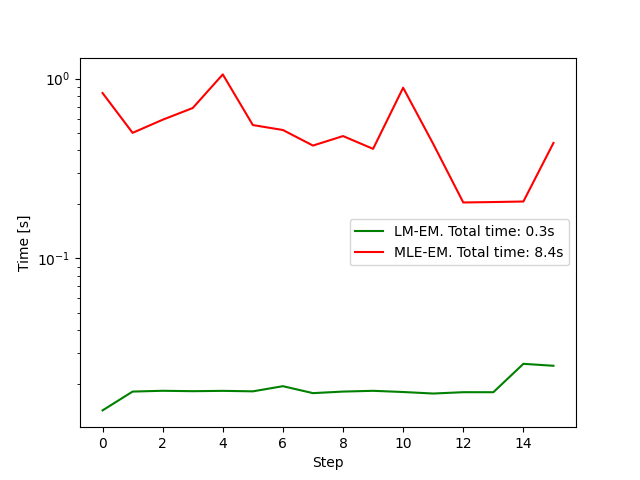 10⁰
10⁻¹
Time [s]
LM-EM. Total time: 0.3s
MLE-EM. Total time: 8.4s
0 2 4 6 8 10 12 14
Step